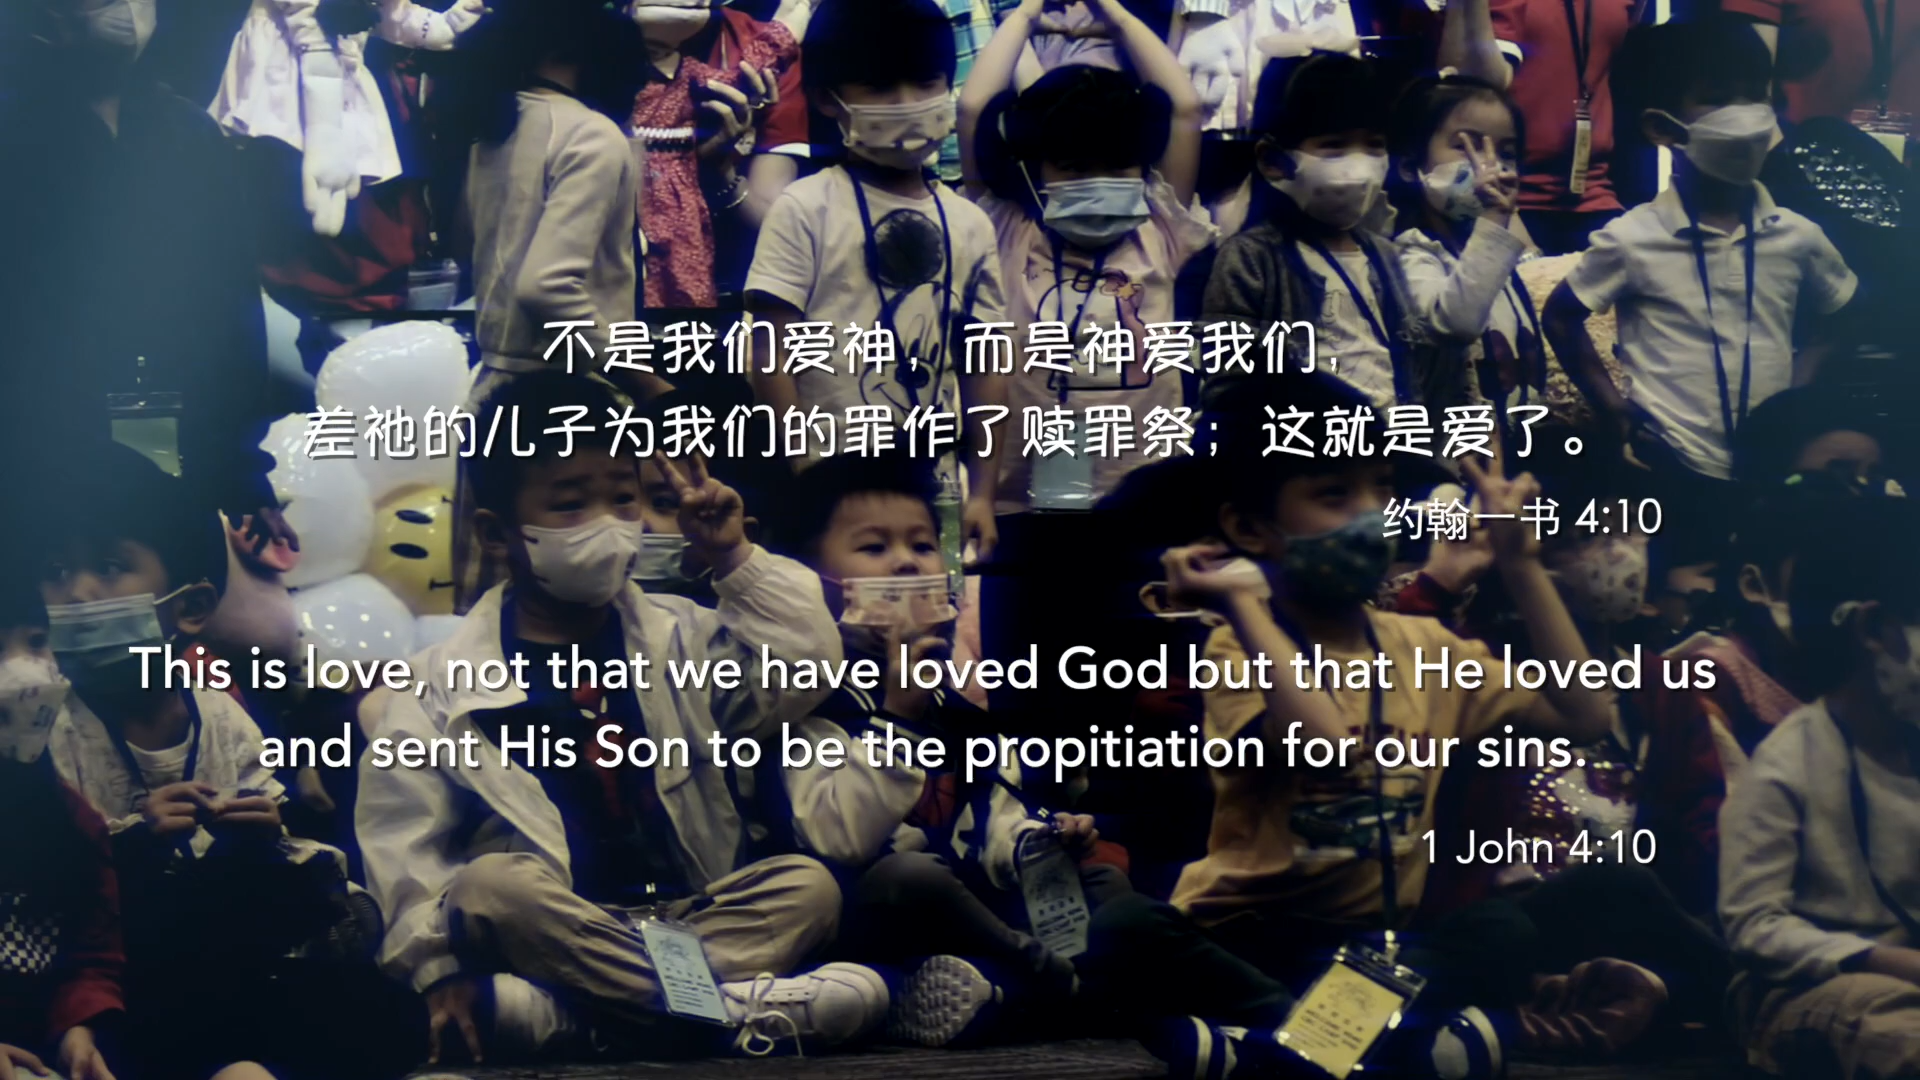 不是我们爱神，而是神爱我们，
差祂的儿子为我们的罪作了赎罪祭；这就是爱了。
约翰一书 4:10
This is love, not that we have loved God but that He loved us
and sent His Son to be the propitiation for our sins.
1 John 4:10